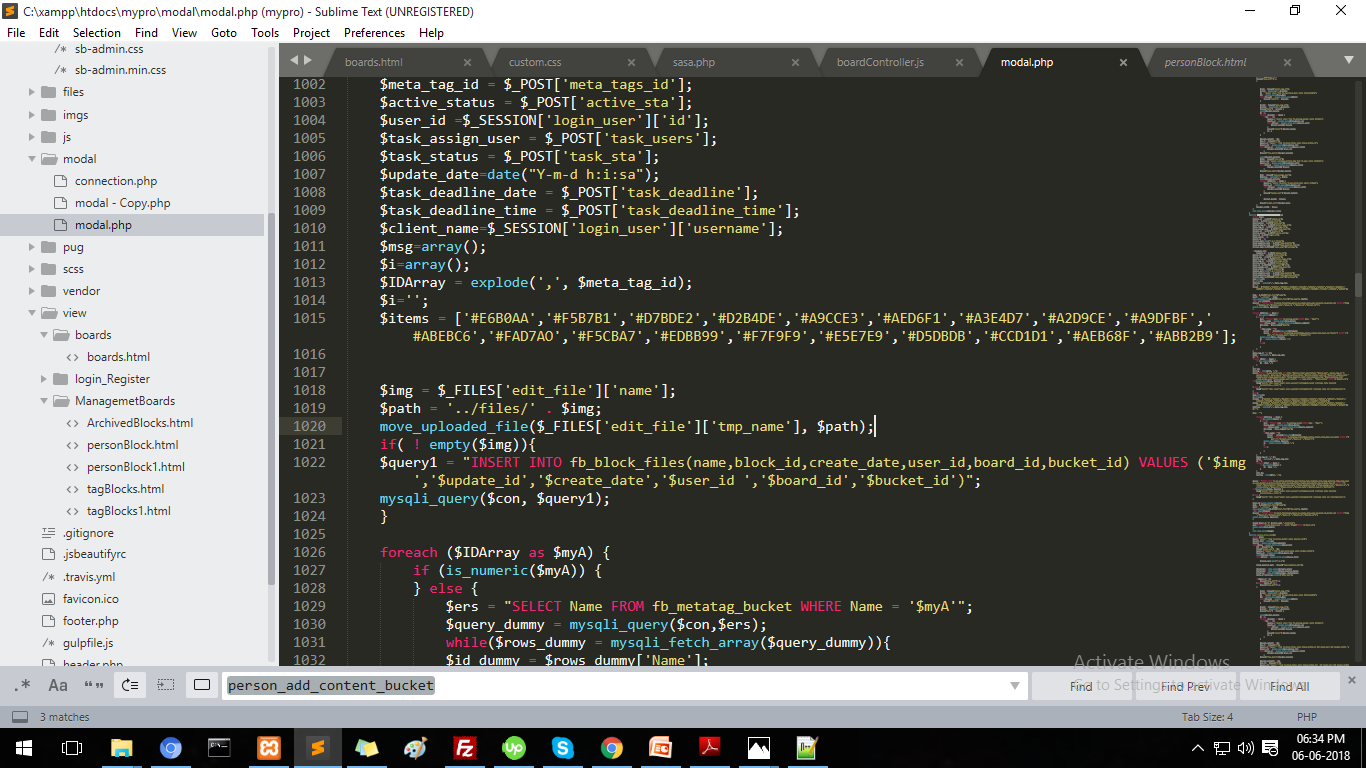 C:\xampp\htdocs\mypro\modal\modal.php (mypro) - Sublime Text (UNREGISTERED)
File Edit Selection Find View Goto Tools Project Preferences Help
boards.html × custom.css × sasa.php × boardController.js × modal.php × personBlock.html ×
/* sb-admin.css
/* sb-admin.min.css
files
imgs
js
modal
connection.php
modal - Copy.php
modal.php
pug
scss
vendor
view
boards
<> boards.html
login_Register
ManagemetBoards
<> ArchivedBlocks.html
<> personBlock.html
<> personBlock1.html
<> tagBlocks.html
<> tagBlocks1.html
.gitignore
.jsbeautifyrc
/* .travis.yml
favicon.ico
footer.php
/* gulpfile.js
header.php
1002 $meta_tag_id = $_POST['meta_tags_id'];
1003 $active_status = $_POST['active_sta'];
1004 $user_id =$_SESSION['login_user']['id'];
1005 $task_assign_user = $_POST['task_users'];
1006 $task_status = $_POST['task_sta'];
1007 $update_date=date("Y-m-d h:i:sa");
1008 $task_deadline_date = $_POST['task_deadline'];
1009 $task_deadline_time = $_POST['task_deadline_time'];
1010 $client_name=$_SESSION['login_user']['username'];
1011 $msg=array();
1012 $i=array();
1013 $IDArray = explode(',', $meta_tag_id);
1014 $i='';
1015 $items = ['#E6B0AA','#F5B7B1','#D7BDE2','#D2B4DE','#A9CCE3','#AED6F1','#A3E4D7','#A2D9CE','#A9DFBF','
#ABEBC6','#FAD7A0','#F5CBA7','#EDBB99','#F7F9F9','#E5E7E9','#D5DBDB','#CCD1D1','#AEB68F','#ABB2B9'];
1016
1017
1018 $img = $_FILES['edit_file']['name'];
1019 $path = '../files/' . $img;
1020 move_uploaded_file($_FILES['edit_file']['tmp_name'], $path);
1021 if( ! empty($img)){
1022 $query1 = "INSERT INTO fb_block_files(name,block_id,create_date,user_id,board_id,bucket_id) VALUES ('$img
','$update_id','$create_date','$user_id ','$board_id','$bucket_id')";
1023 mysqli_query($con, $query1);
1024 }
1025
1026 foreach ($IDArray as $myA) {
1027 if (is_numeric($myA)) {
1028 } else {
1029 $ers = "SELECT Name FROM fb_metatag_bucket WHERE Name = '$myA'";
1030 $query_dummy = mysqli_query($con,$ers);
1031 while($rows_dummy = mysqli_fetch_array($query_dummy)){
1032 $id_dummy = $rows_dummy['Name'];
Activate Windows
Go to Settings to activate Windows.
.* Aa “” person_add_content_bucket Find Find Prev Find All ×
3 matches Tab Size: 4 PHP
06:34 PM
06-06-2018